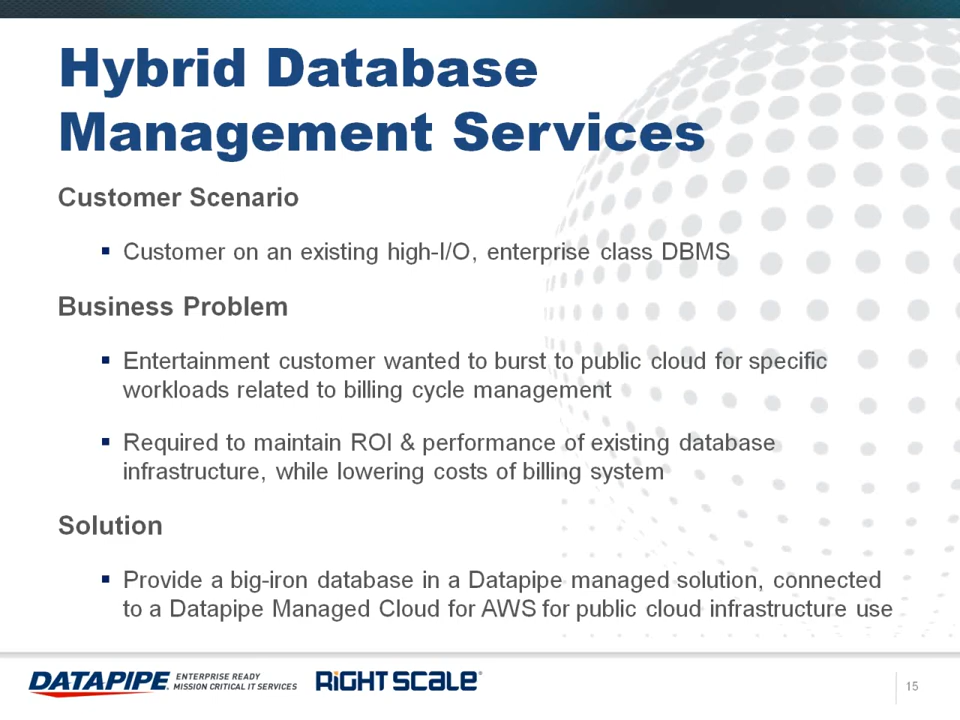 Hybrid Database
Management Services
Customer Scenario
▪ Customer on an existing high-I/O, enterprise class DBMS
Business Problem
▪ Entertainment customer wanted to burst to public cloud for specific
workloads related to billing cycle management
▪ Required to maintain ROI & performance of existing database
infrastructure, while lowering costs of billing system
Solution
▪ Provide a big-iron database in a Datapipe managed solution, connected
to a Datapipe Managed Cloud for AWS for public cloud infrastructure use
DATAPIPE. ENTERPRISE READY
MISSION CRITICAL IT SERVICES
RIGHTSCALE®
15